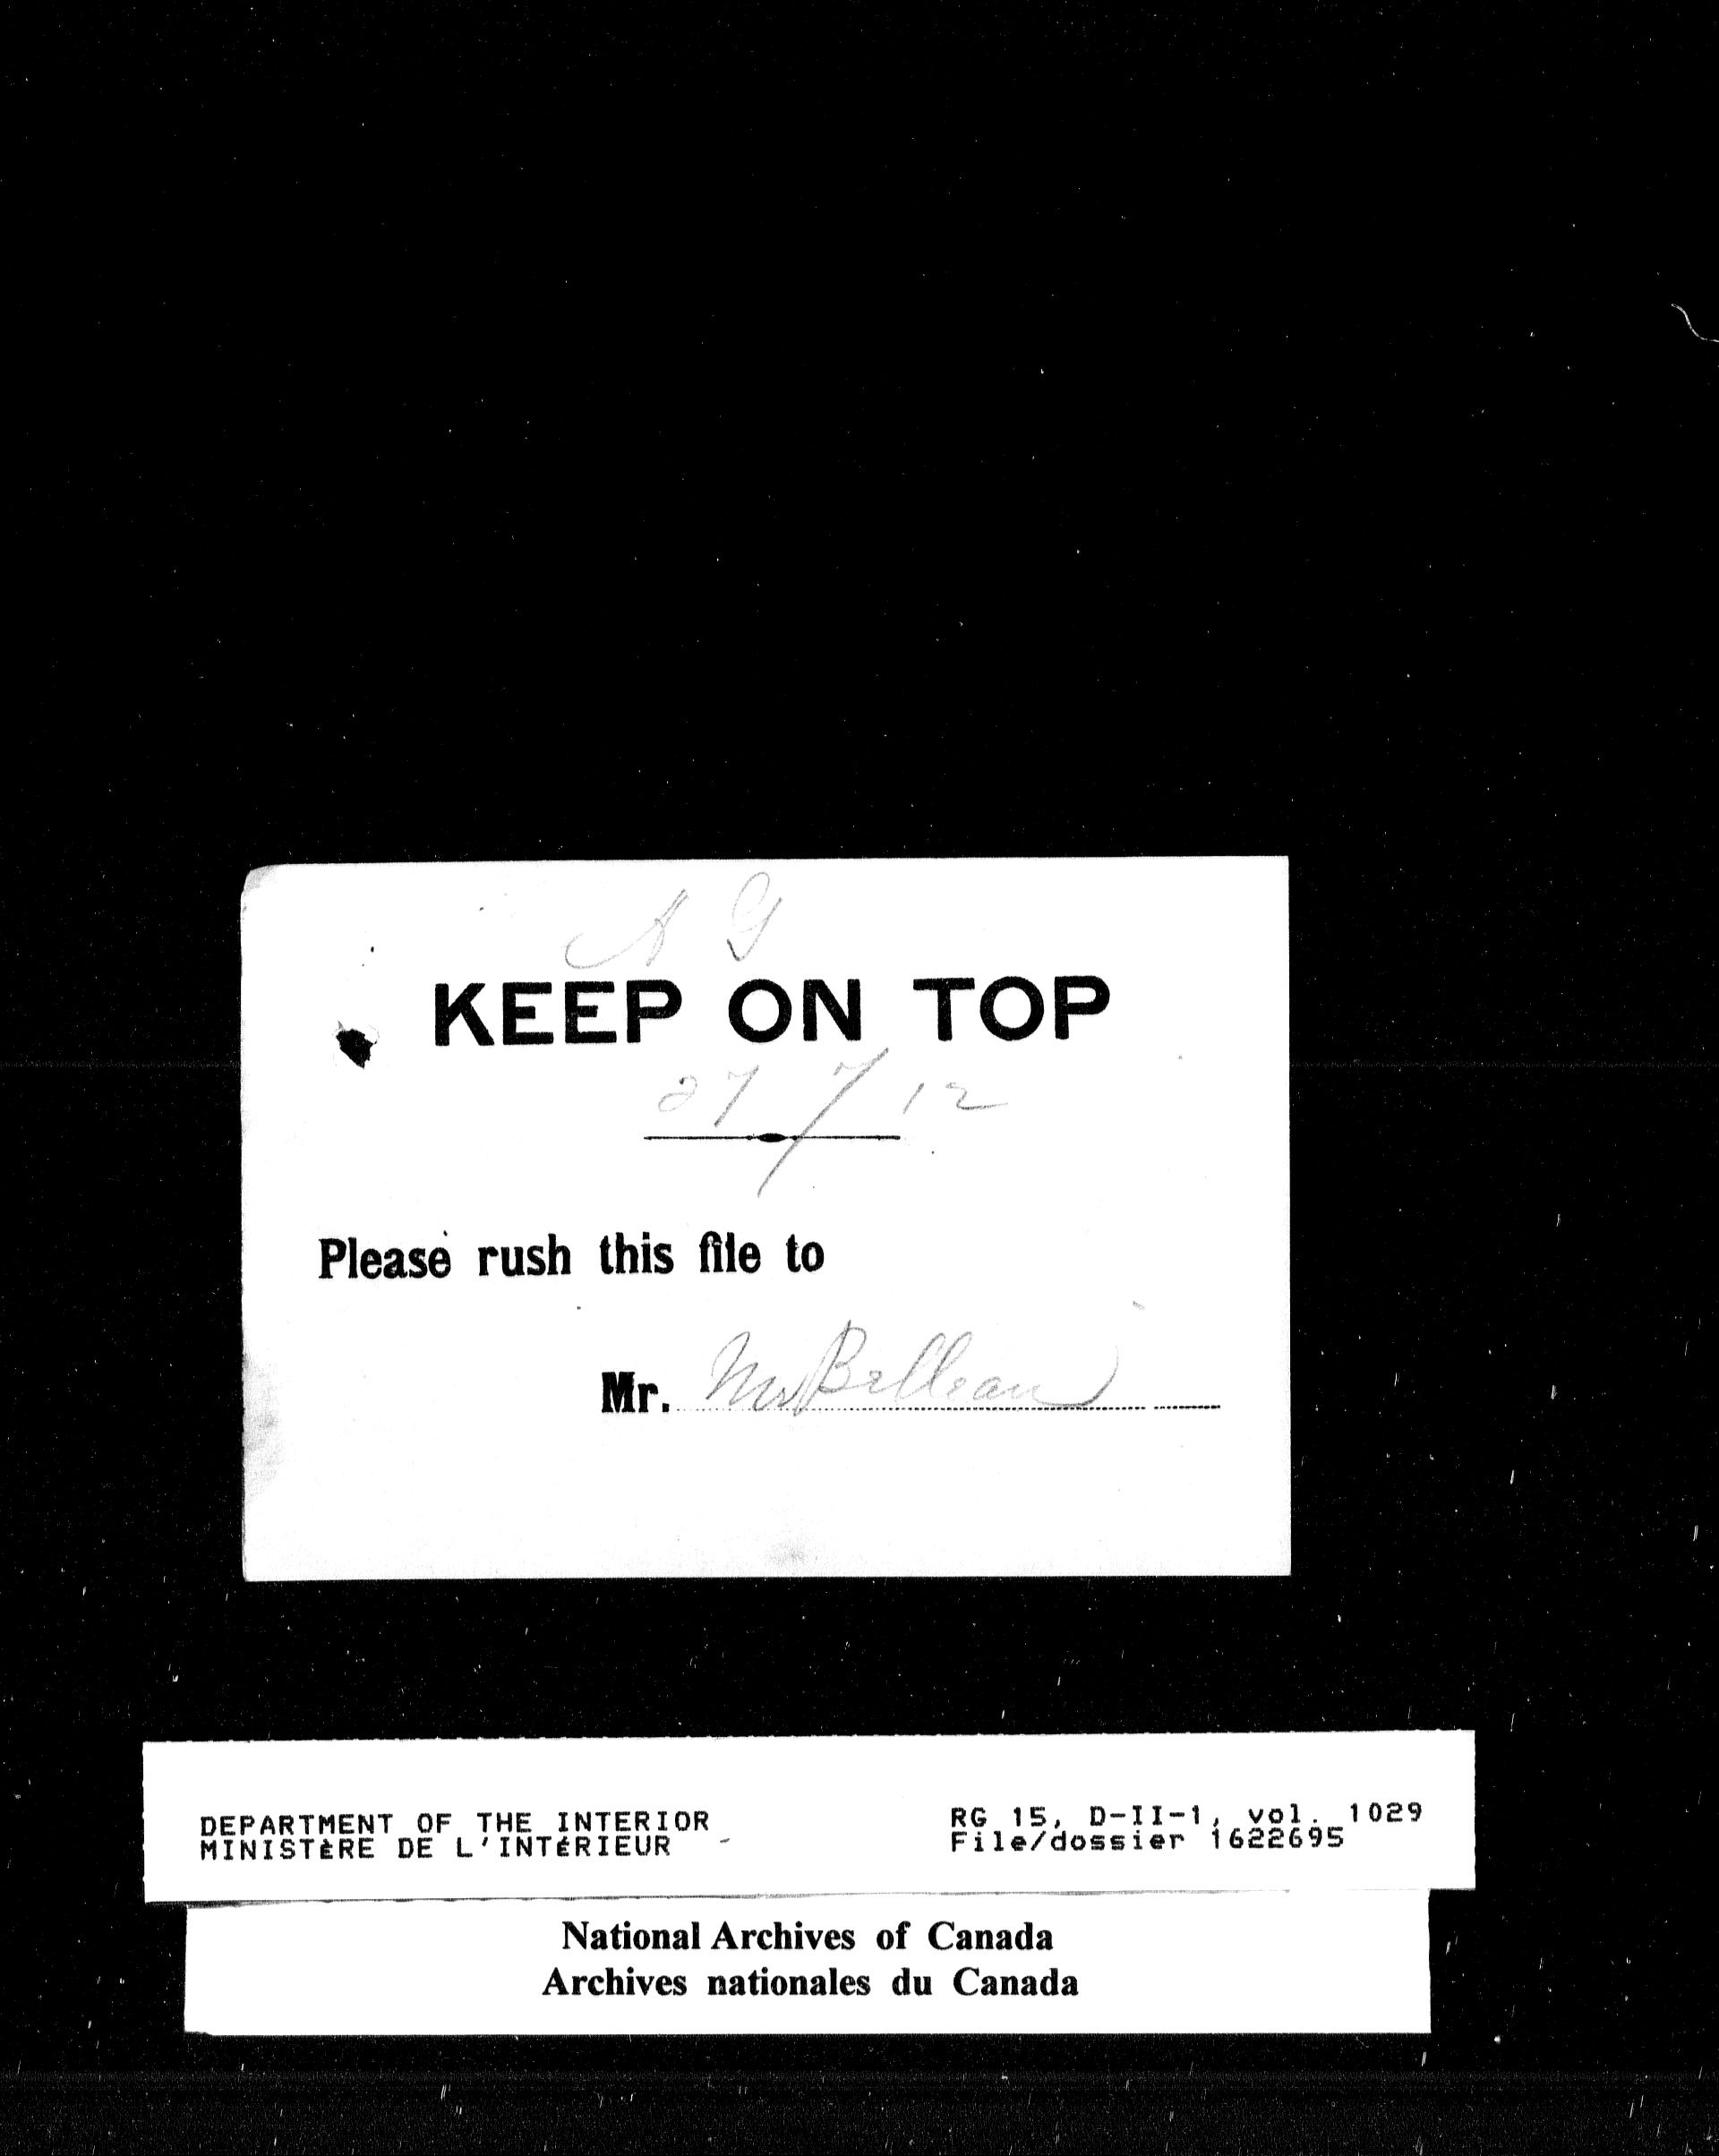 A G
KEEP ON TOP
27/7/12
Please rush this file to
Mr. Mr Belleau
DEPARTMENT OF THE INTERIOR
MINISTÈRE DE L'INTÉRIEUR
RG 15, D-II-1, vol. 1029
File/dossier 1622695
National Archives of Canada
Archives nationales du Canada